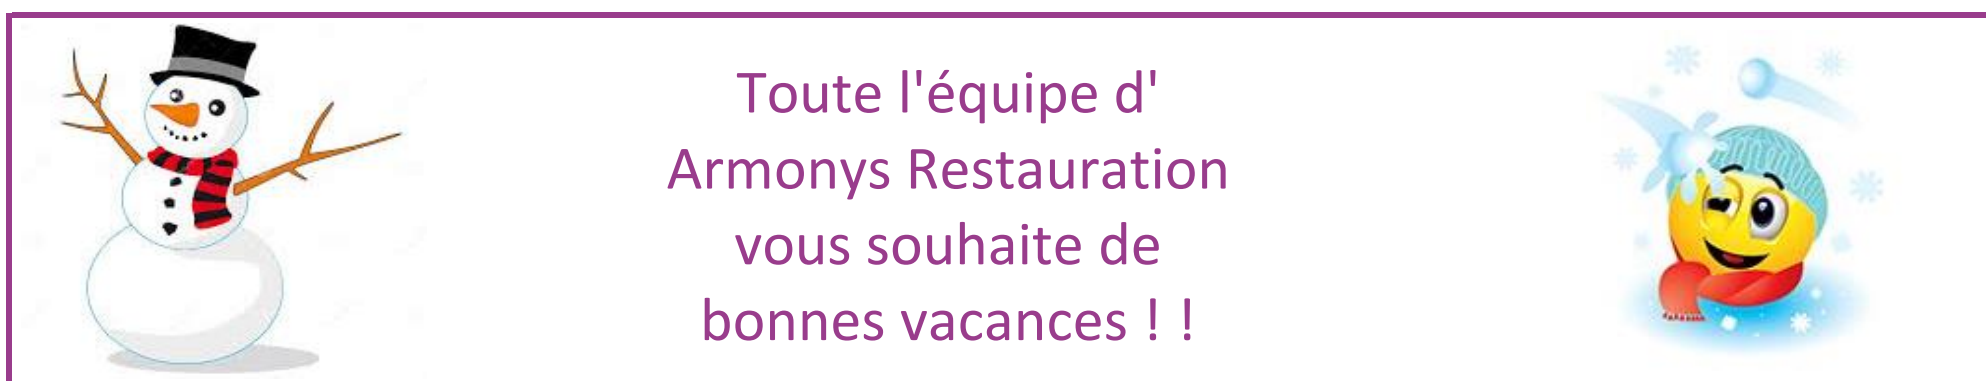 Toute l'équipe d'
Armonys Restauration
vous souhaite de
bonnes vacances ! !